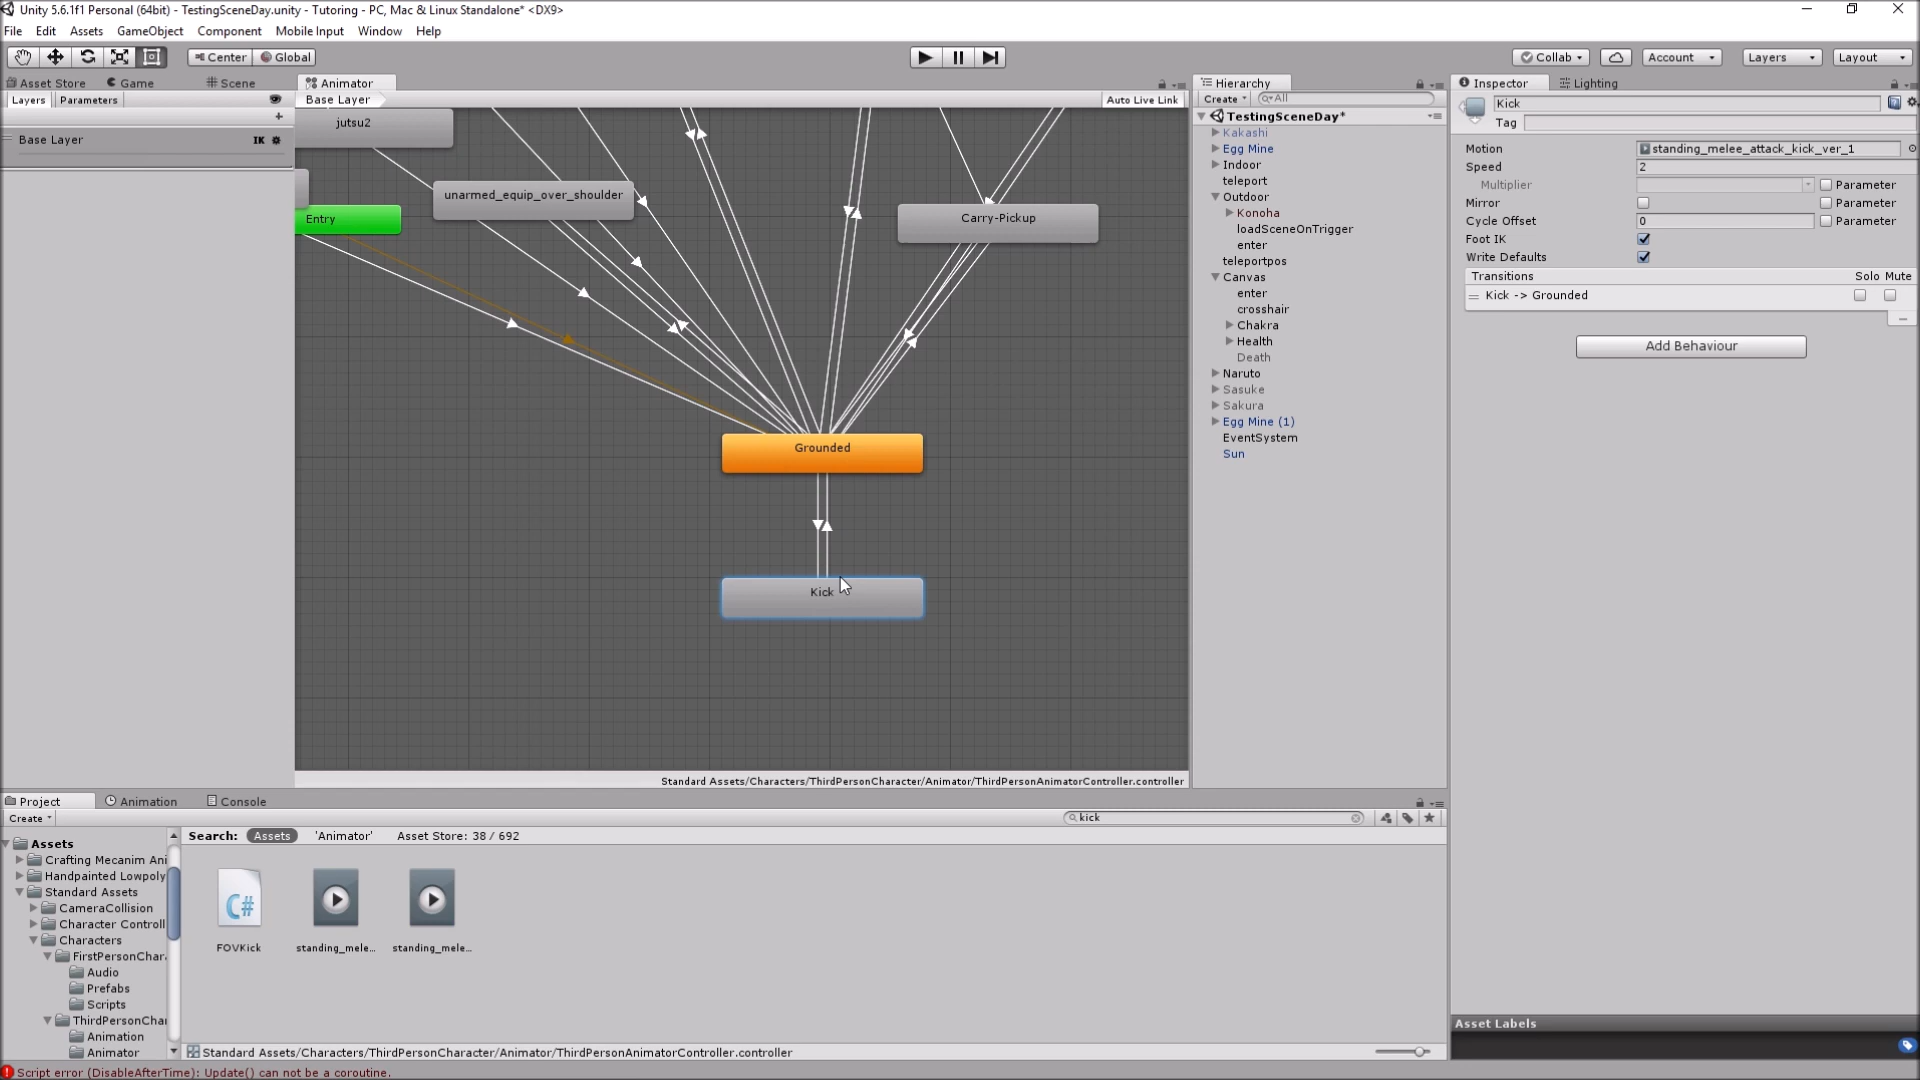 Unity 5.6.1f1 Personal (64bit) - TestingSceneDay.unity - Tutoring - PC, Mac & Linux Standalone* <DX9>
File Edit Assets GameObject Component Mobile Input Window Help
Center Global Collab Account Layers Layout
Asset Store Game Scene Animator
Layers Parameters Base Layer Auto Live Link
Base Layer IK
jutsu2
Entry
unarmed_equip_over_shoulder
Carry-Pickup
Grounded
Kick
Standard Assets/Characters/ThirdPersonCharacter/Animator/ThirdPersonAnimatorController.controller
Hierarchy
Create All
TestingSceneDay*
Kakashi
Egg Mine
Indoor
teleport
Outdoor
Konoha
loadSceneOnTrigger
enter
teleportpos
Canvas
enter
crosshair
Chakra
Health
Death
Naruto
Sasuke
Sakura
Egg Mine (1)
EventSystem
Sun
Inspector Lighting
Kick
Tag
Motion standing_melee_attack_kick_ver_1
Speed 2
Multiplier Parameter
Mirror Parameter
Cycle Offset 0 Parameter
Foot IK
Write Defaults
Transitions Solo Mute
Kick -> Grounded
Add Behaviour
Asset Labels
Project Animation Console
Create kick
Search: Assets 'Animator' Asset Store: 38 / 692
Assets
Crafting Mecanim Ani
Handpainted Lowpoly
Standard Assets
CameraCollision
Character Controll
Characters
FirstPersonChar
Audio
Prefabs
Scripts
ThirdPersonChar
Animation
Animator
C#
FOVKick standing_mele... standing_mele...
Standard Assets/Characters/ThirdPersonCharacter/Animator/ThirdPersonAnimatorController.controller
Script error (DisableAfterTime): Update() can not be a coroutine.